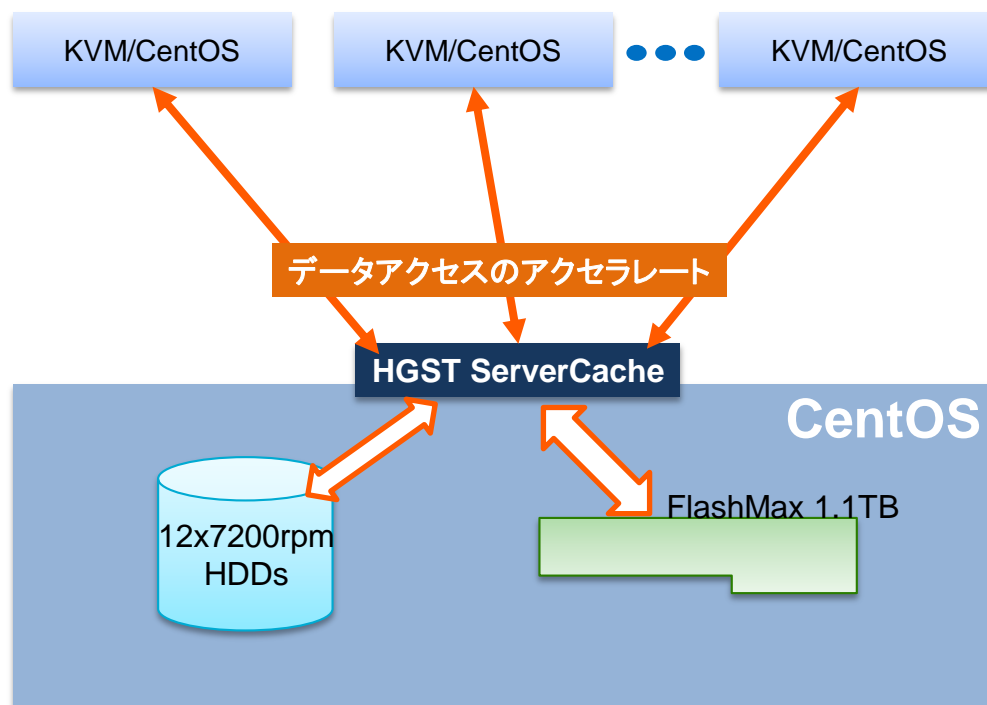 KVM/CentOS
KVM/CentOS
KVM/CentOS
データアクセスのアクセラレート
HGST ServerCache
CentOS
12x7200rpm
HDDs
FlashMax 1.1TB